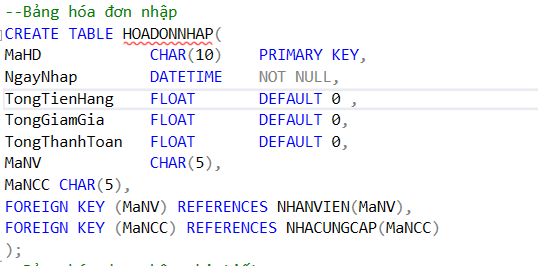 --Bảng hóa đơn nhập
CREATE TABLE HOADONNHAP(
MaHD CHAR(10) PRIMARY KEY,
NgayNhap DATETIME NOT NULL,
TongTienHang FLOAT DEFAULT 0 ,
TongGiamGia FLOAT DEFAULT 0,
TongThanhToan FLOAT DEFAULT 0,
MaNV CHAR(5),
MaNCC CHAR(5),
FOREIGN KEY (MaNV) REFERENCES NHANVIEN(MaNV),
FOREIGN KEY (MaNCC) REFERENCES NHACUNGCAP(MaNCC)
);